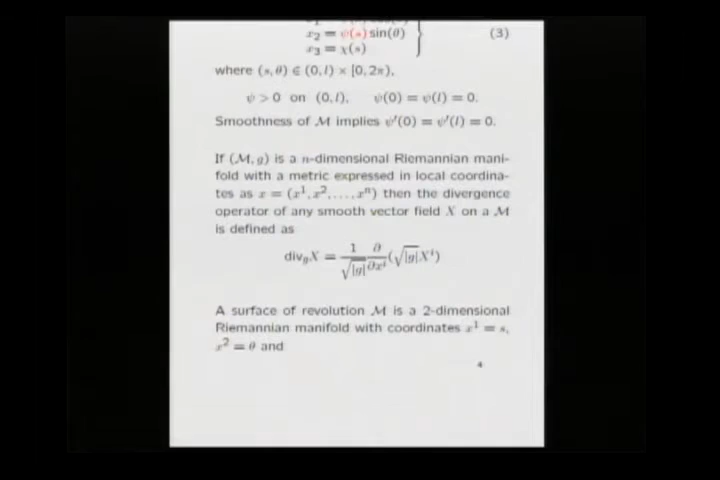 x₂ = ψ(s) sin(θ)
x₃ = χ(s)
(3)
where (s, θ) ∈ (0, l) × [0, 2π),
ψ > 0 on (0, l), ψ(0) = ψ(l) = 0.
Smoothness of M implies ψ′(0) = ψ′(l) = 0.
If (M, g) is a n-dimensional Riemannian mani-
fold with a metric expressed in local coordina-
tes as x = (x¹, x², …, xⁿ) then the divergence
operator of any smooth vector field X on a M
is defined as
div_g X = 1/√|g| ∂/∂xⁱ (√|g| Xⁱ)
A surface of revolution M is a 2-dimensional
Riemannian manifold with coordinates x¹ = s,
x² = θ and
4